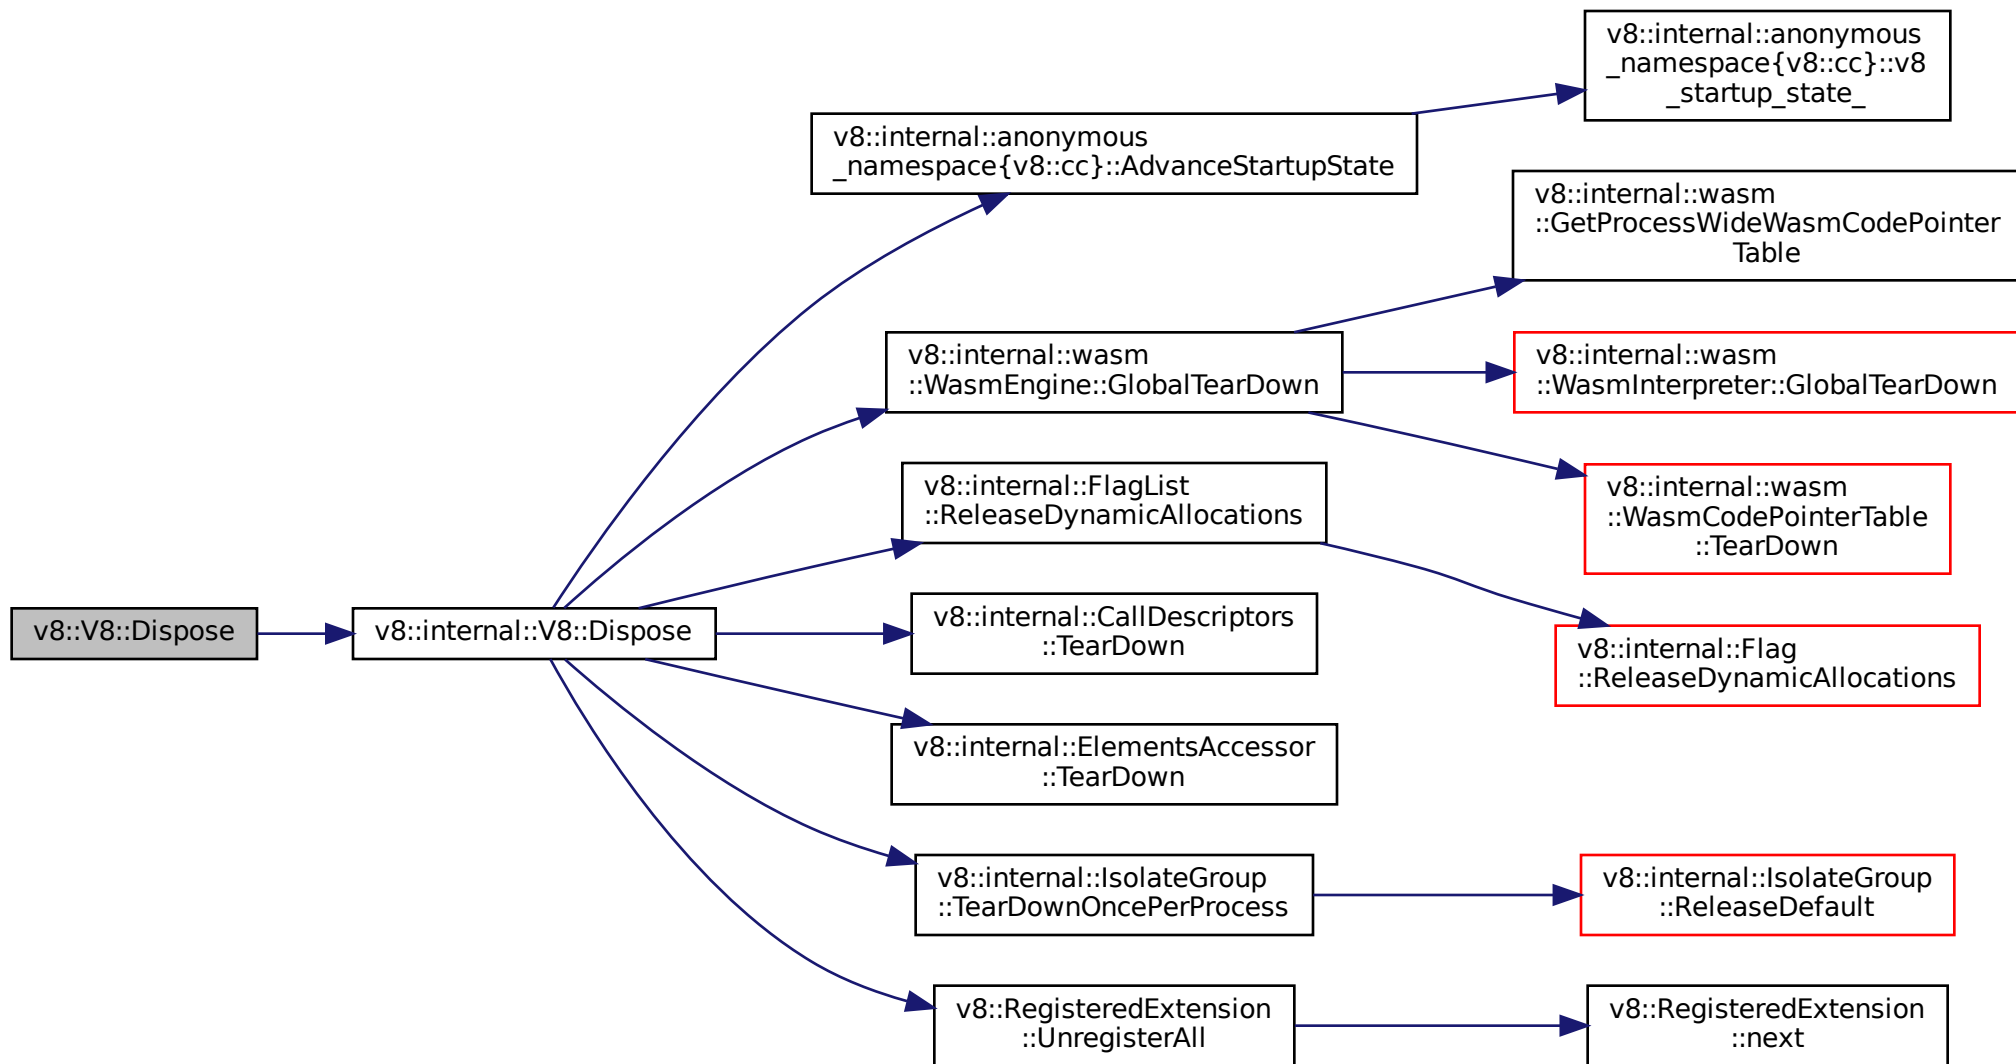 v8::V8::Dispose
v8::internal::V8::Dispose
v8::internal::anonymous
_namespace{v8::cc}::AdvanceStartupState
v8::internal::anonymous
_namespace{v8::cc}::v8
_startup_state_
v8::internal::wasm
::WasmEngine::GlobalTearDown
v8::internal::wasm
::GetProcessWideWasmCodePointer
Table
v8::internal::wasm
::WasmInterpreter::GlobalTearDown
v8::internal::wasm
::WasmCodePointerTable
::TearDown
v8::internal::FlagList
::ReleaseDynamicAllocations
v8::internal::Flag
::ReleaseDynamicAllocations
v8::internal::CallDescriptors
::TearDown
v8::internal::ElementsAccessor
::TearDown
v8::internal::IsolateGroup
::TearDownOncePerProcess
v8::internal::IsolateGroup
::ReleaseDefault
v8::RegisteredExtension
::UnregisterAll
v8::RegisteredExtension
::next